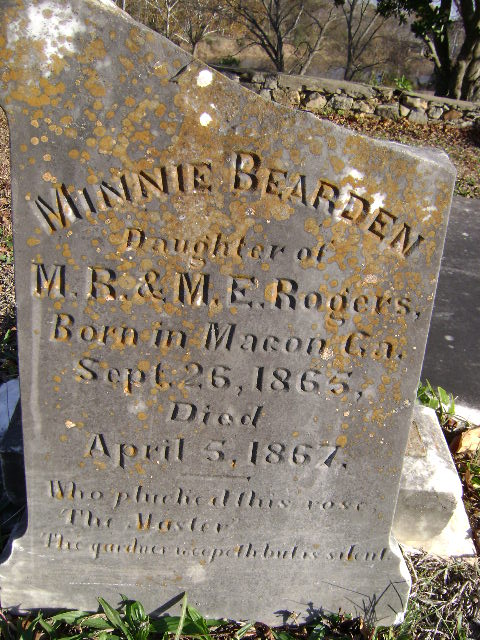 MINNIE BEARDEN
Daughter of
M. R. & M. E. Rogers,
Born in Macon Ga.
Sept. 26, 1865,
Died
April 5, 1867.
Who plucked this rose,
The Master
The gardner weepeth but is silent.